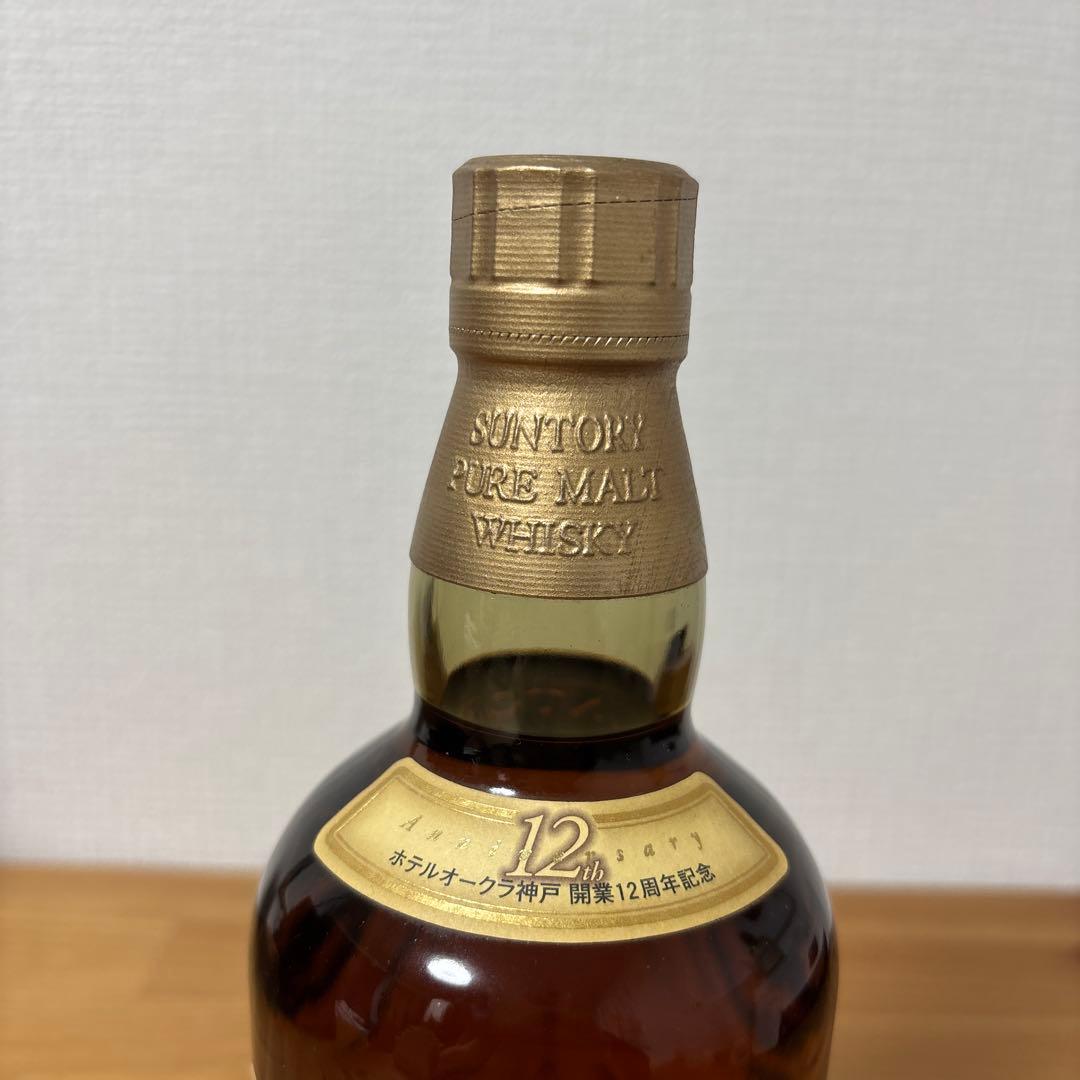 SUNTORY
PURE MALT
WHISKY
Anniversary
12th
ホテルオークラ神戸 開業12周年記念